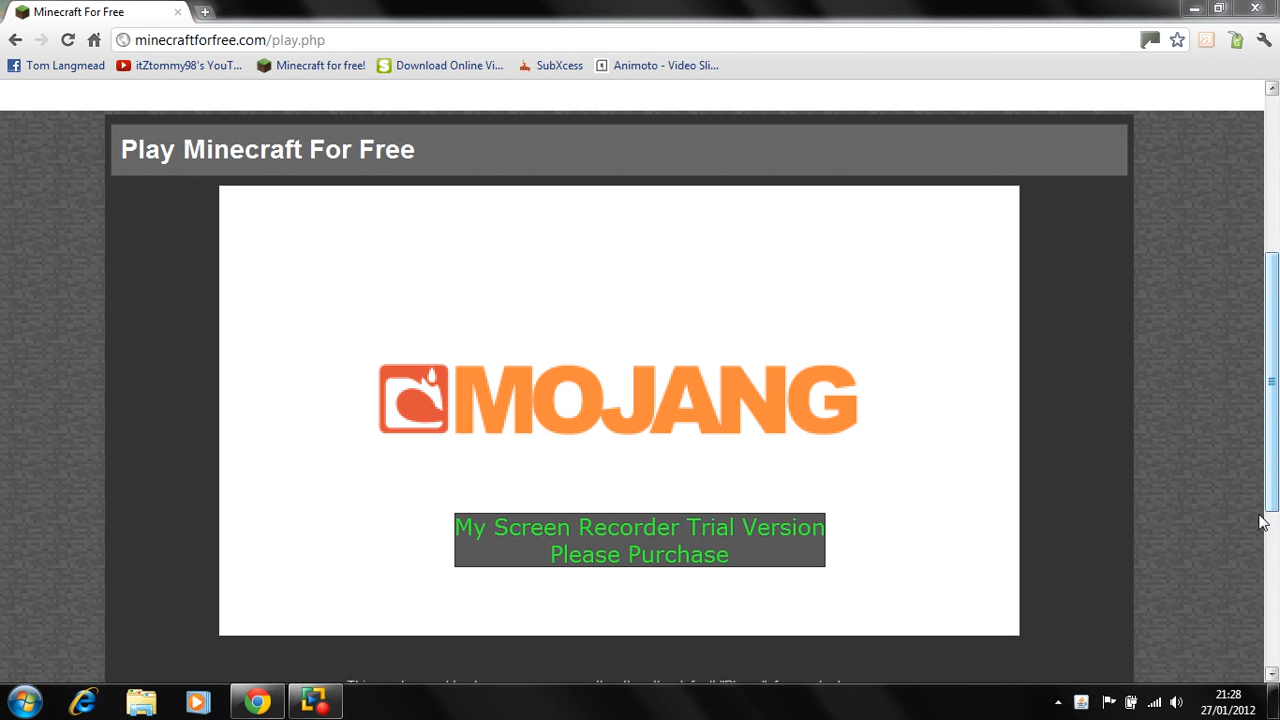 Minecraft For Free
minecraftforfree.com/play.php
Tom Langmead
itZtommy98's YouT...
Minecraft for free!
Download Online Vi...
SubXcess
Animoto - Video Sli...
Play Minecraft For Free
MOJANG
My Screen Recorder Trial Version
Please Purchase
21:28
27/01/2012